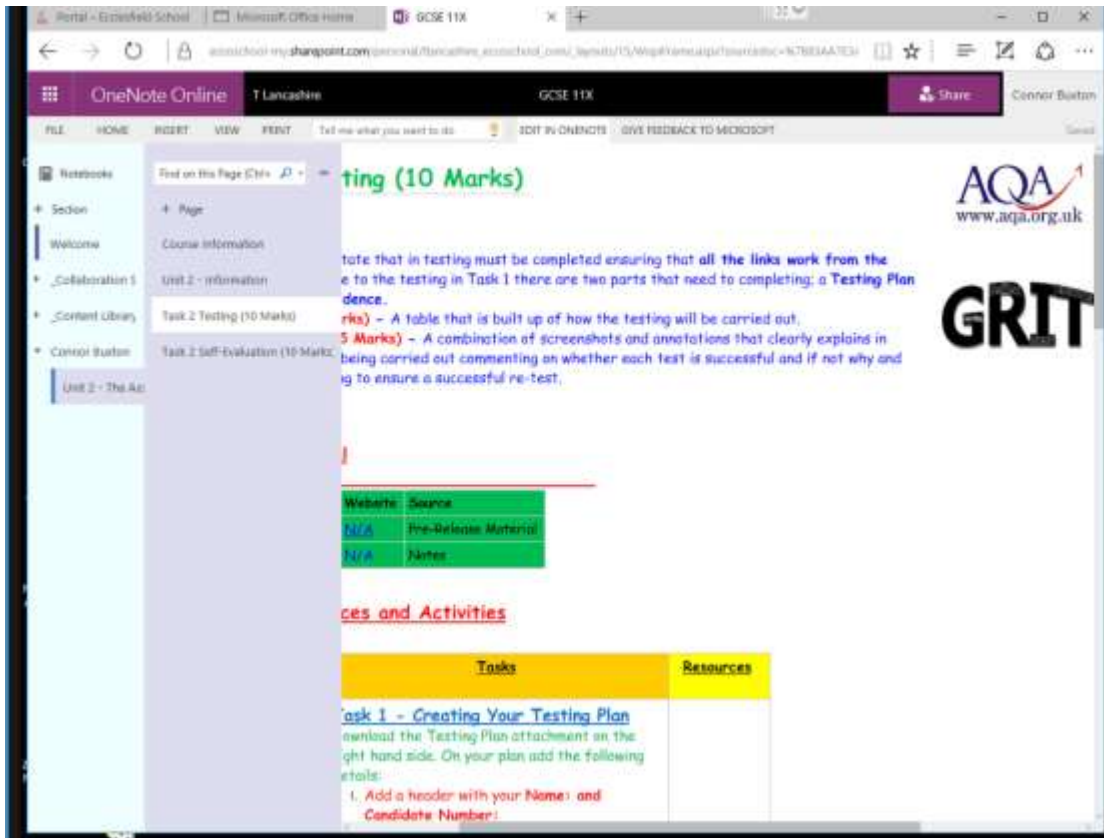 Portal - Ecclesfield School
Microsoft Office Home
GCSE 11X
sharepoint.com
OneNote Online
T Lancashire
GCSE 11X
Share
Connor Buxton
FILE HOME INSERT VIEW PRINT Tell me what you want to do EDIT IN ONENOTE GIVE FEEDBACK TO MICROSOFT Saved
Notebooks
+ Section
Welcome
_Collaboration S
_Content Library
Connor Buxton
Unit 2 - The As
Find on this Page (Ctrl+
+ Page
Course Information
Unit 2 - Information
Task 2 Testing (10 Marks)
Task 2 Self-Evaluation (10 Marks)
ting (10 Marks)
AQA
www.aqa.org.uk
GRIT
tate that in testing must be completed ensuring that all the links work from the
e to the testing in Task 1 there are two parts that need to completing; a Testing Plan
dence.
rks) - A table that is built up of how the testing will be carried out.
5 Marks) - A combination of screenshots and annotations that clearly explains in
being carried out commenting on whether each test is successful and if not why and
g to ensure a successful re-test.
Website Source
N/A Pre-Release Material
N/A Notes
ces and Activities
Tasks Resources
ask 1 - Creating Your Testing Plan
ownload the Testing Plan attachment on the
ght hand side. On your plan add the following
etails:
1. Add a header with your Name: and
Candidate Number: